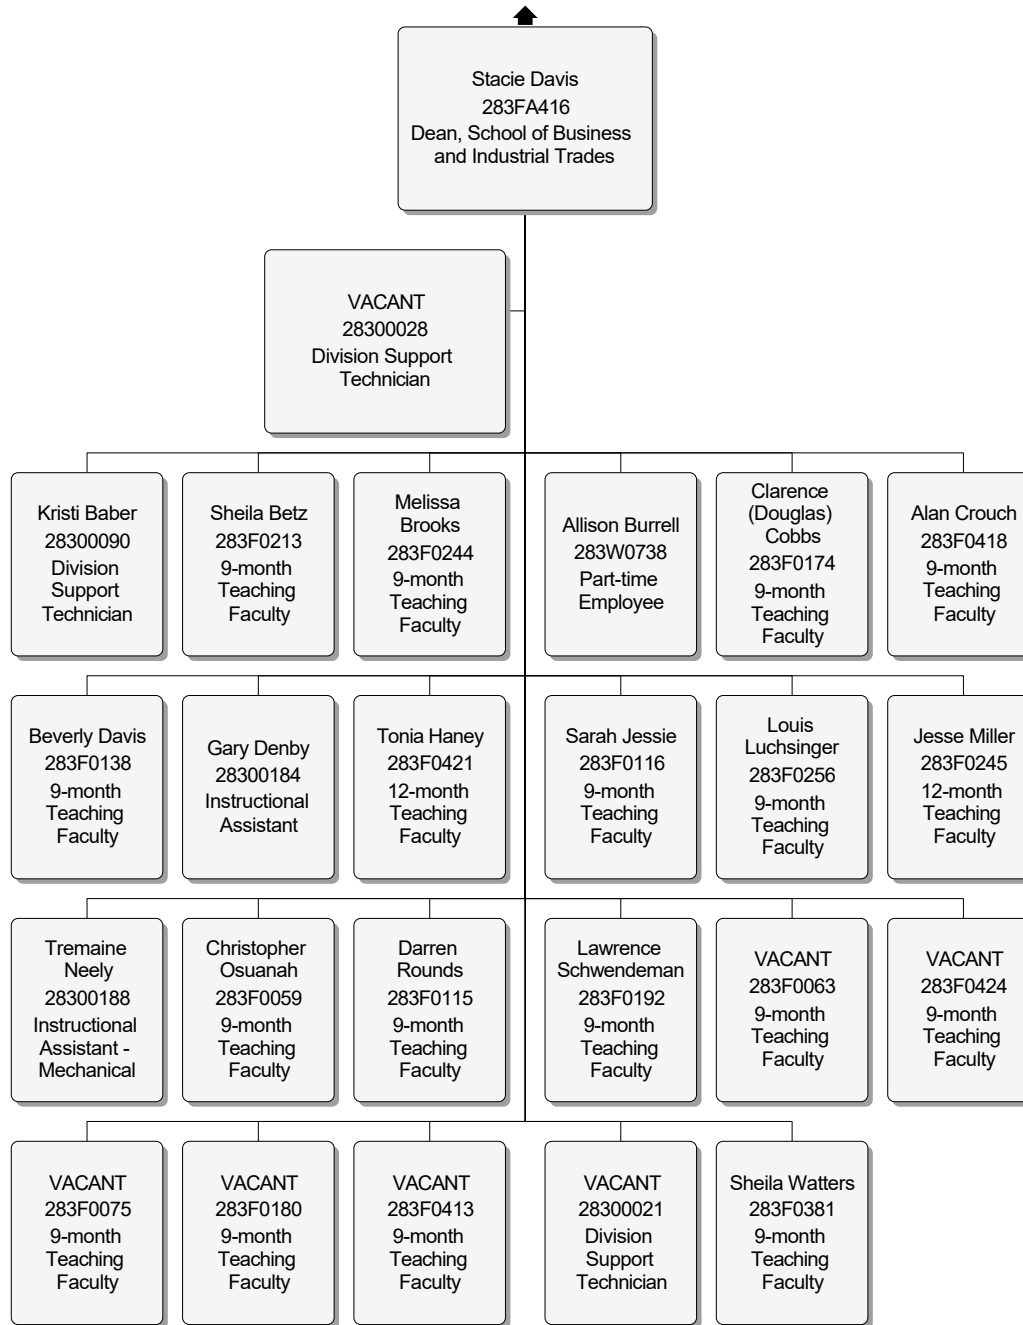 Stacie Davis
283FA416
Dean, School of Business
and Industrial Trades
VACANT
28300028
Division Support
Technician
Kristi Baber
28300090
Division
Support
Technician
Sheila Betz
283F0213
9-month
Teaching
Faculty
Melissa
Brooks
283F0244
9-month
Teaching
Faculty
Allison Burrell
283W0738
Part-time
Employee
Clarence
(Douglas)
Cobbs
283F0174
9-month
Teaching
Faculty
Alan Crouch
283F0418
9-month
Teaching
Faculty
Beverly Davis
283F0138
9-month
Teaching
Faculty
Gary Denby
28300184
Instructional
Assistant
Tonia Haney
283F0421
12-month
Teaching
Faculty
Sarah Jessie
283F0116
9-month
Teaching
Faculty
Louis
Luchsinger
283F0256
9-month
Teaching
Faculty
Jesse Miller
283F0245
12-month
Teaching
Faculty
Tremaine
Neely
28300188
Instructional
Assistant -
Mechanical
Christopher
Osuanah
283F0059
9-month
Teaching
Faculty
Darren
Rounds
283F0115
9-month
Teaching
Faculty
Lawrence
Schwendeman
283F0192
9-month
Teaching
Faculty
VACANT
283F0063
9-month
Teaching
Faculty
VACANT
283F0424
9-month
Teaching
Faculty
VACANT
283F0075
9-month
Teaching
Faculty
VACANT
283F0180
9-month
Teaching
Faculty
VACANT
283F0413
9-month
Teaching
Faculty
VACANT
28300021
Division
Support
Technician
Sheila Watters
283F0381
9-month
Teaching
Faculty